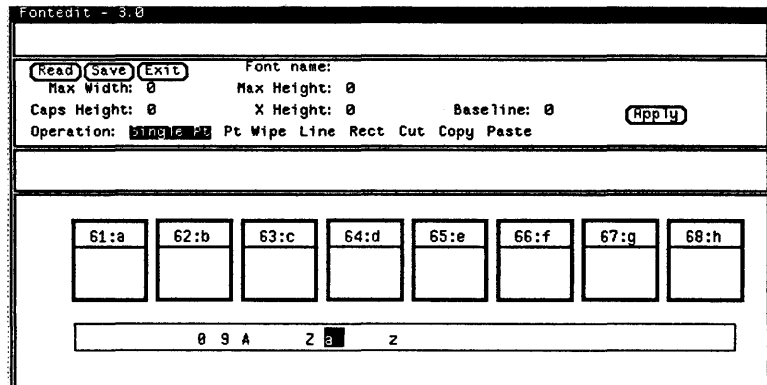 Fontedit - 3.0
Read Save Exit Font name:
Max Width: 0 Max Height: 0
Caps Height: 0 X Height: 0 Baseline: 0 Apply
Operation: Single Pt Pt Wipe Line Rect Cut Copy Paste
61:a 62:b 63:c 64:d 65:e 66:f 67:g 68:h
0 9 A Z a z